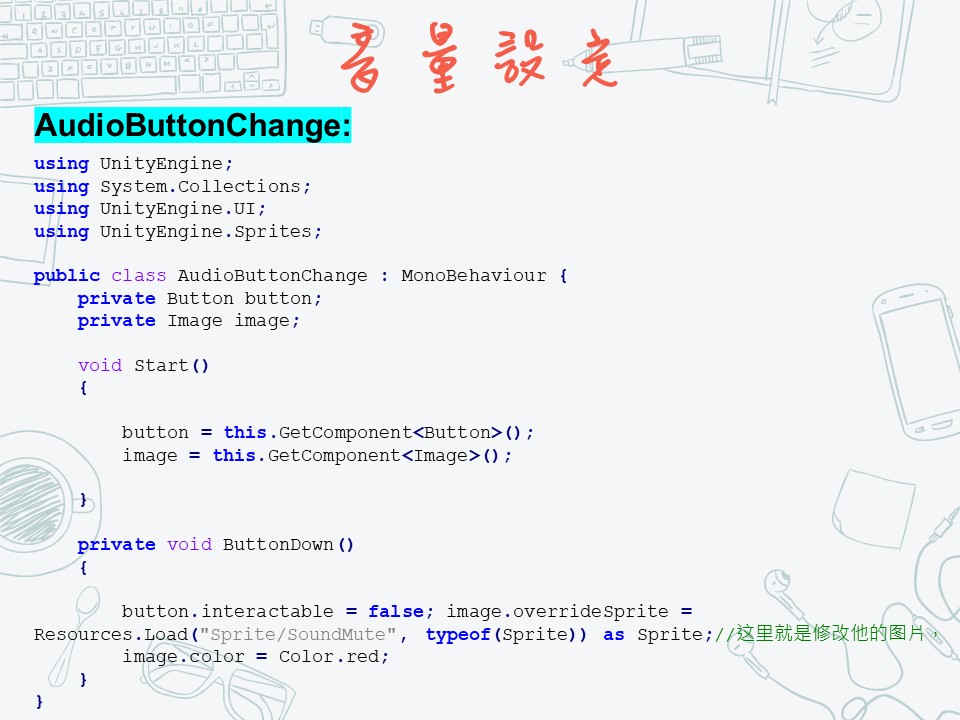 音量設定
AudioButtonChange:
using UnityEngine;
using System.Collections;
using UnityEngine.UI;
using UnityEngine.Sprites;
public class AudioButtonChange : MonoBehaviour {
private Button button;
private Image image;
void Start()
{
button = this.GetComponent<Button>();
image = this.GetComponent<Image>();
}
private void ButtonDown()
{
button.interactable = false; image.overrideSprite =
Resources.Load("Sprite/SoundMute", typeof(Sprite)) as Sprite;//这里就是修改他的图片，
image.color = Color.red;
}
}